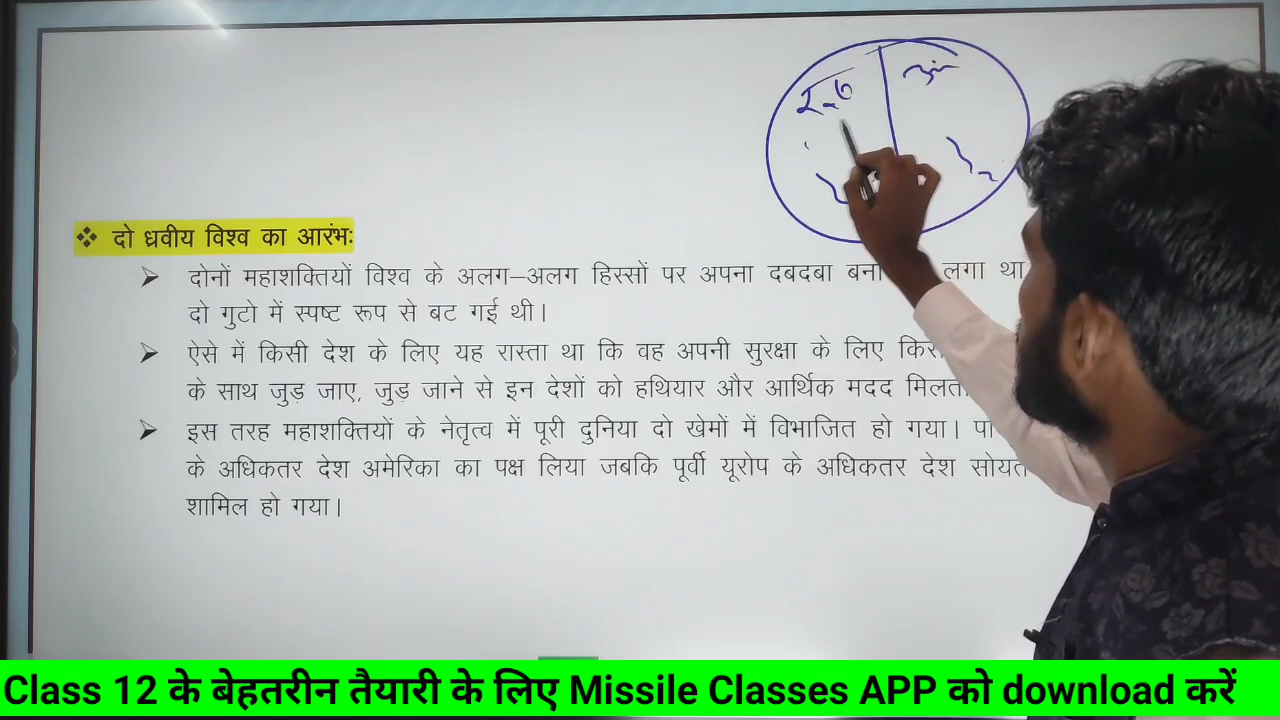 ❖ दो ध्रवीय विश्व का आरंभः
➤ दोनों महाशक्तियों विश्व के अलग–अलग हिस्सों पर अपना दबदबा बना लगा था
दो गुटो में स्पष्ट रूप से बट गई थी।
➤ ऐसे में किसी देश के लिए यह रास्ता था कि वह अपनी सुरक्षा के लिए
के साथ जुड़ जाए, जुड़ जाने से इन देशों को हथियार और आर्थिक मदद
➤ इस तरह महाशक्तियों के नेतृत्व में पूरी दुनिया दो खेमों में विभाजित हो गया।
के अधिकतर देश अमेरिका का पक्ष लिया जबकि पूर्वी यूरोप के अधिकतर देश
शामिल हो गया।
Class 12 के बेहतरीन तैयारी के लिए Missile Classes APP को download करें